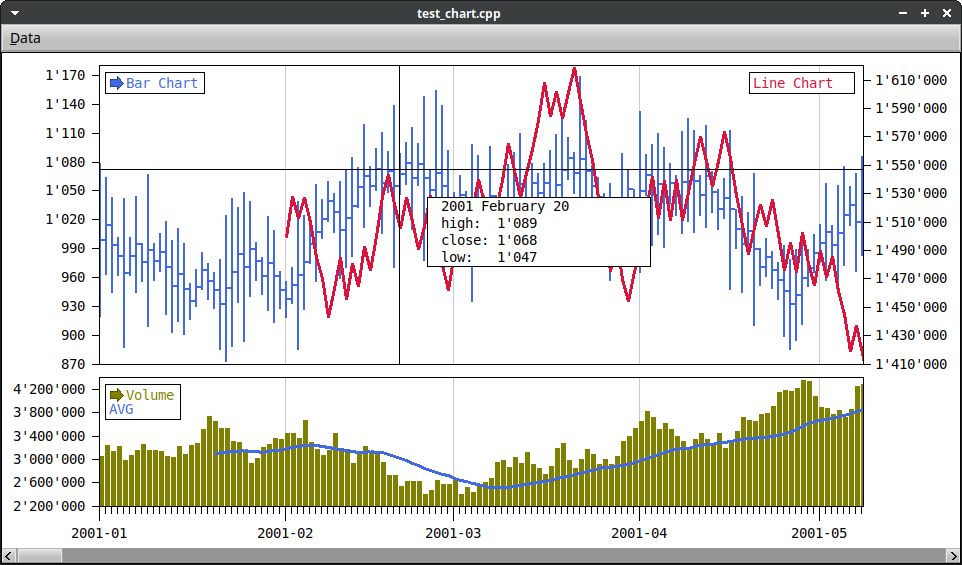 test_chart.cpp
Data
Bar Chart
Line Chart
1'170
1'140
1'110
1'080
1'050
1'020
990
960
930
900
870
1'610'000
1'590'000
1'570'000
1'550'000
1'530'000
1'510'000
1'490'000
1'470'000
1'450'000
1'430'000
1'410'000
2001 February 20
high: 1'089
close: 1'068
low: 1'047
Volume
AVG
4'200'000
3'800'000
3'400'000
3'000'000
2'600'000
2'200'000
2001-01 2001-02 2001-03 2001-04 2001-05